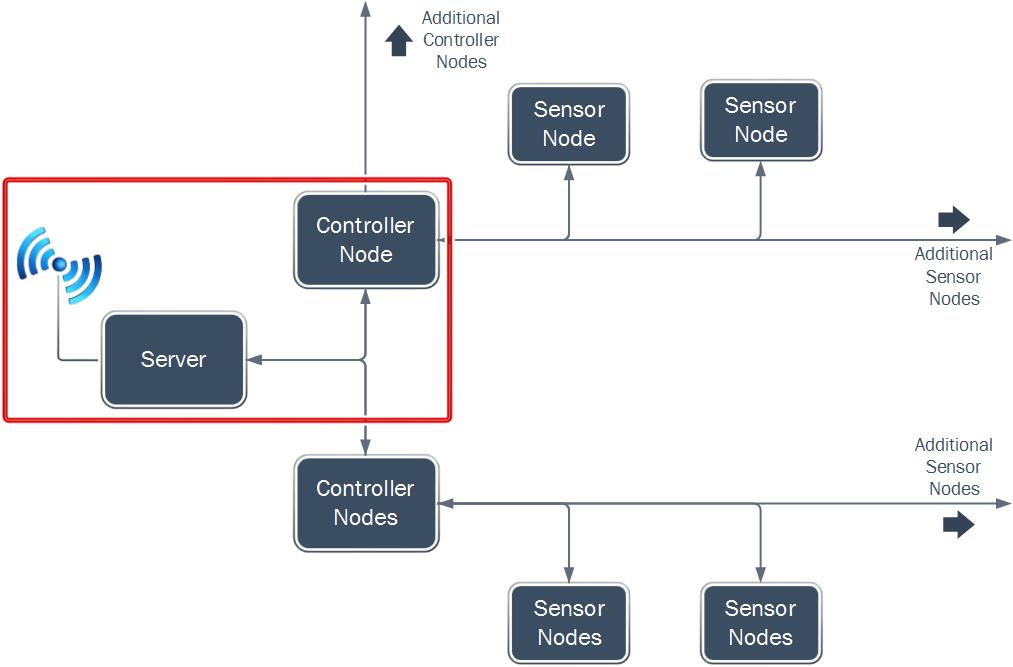 Additional
Controller
Nodes
Sensor
Node
Sensor
Node
Controller
Node
Additional
Sensor
Nodes
Server
Additional
Sensor
Nodes
Controller
Nodes
Sensor
Nodes
Sensor
Nodes